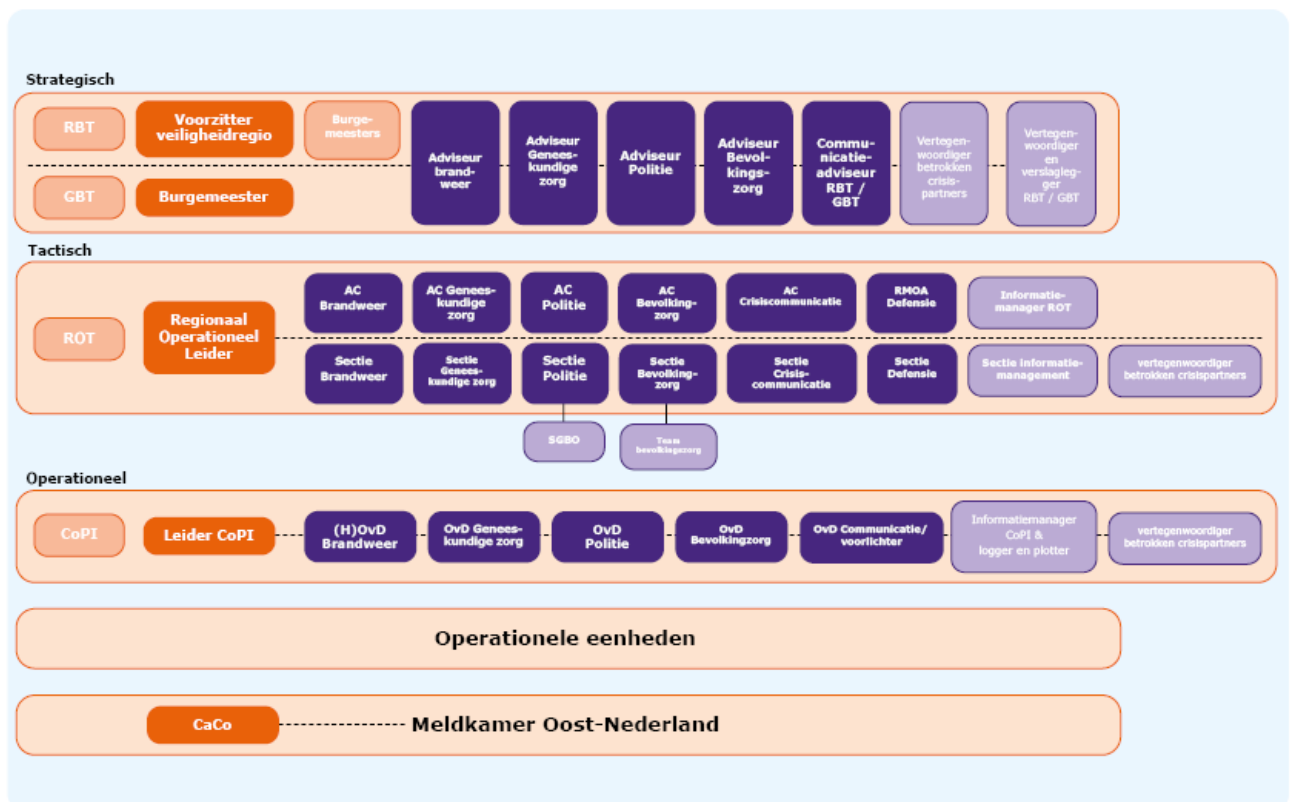 Strategisch
RBT
Voorzitter
veiligheidregio
Burge-
meesters
GBT
Burgemeester
Adviseur
brand-
weer
Adviseur
Genees-
kundige
zorg
Adviseur
Politie
Adviseur
Bevol-
kings-
zorg
Commu-
nicatie-
adviseur
RBT /
GBT
Vertegen-
woordiger
betrokken
crisis-
partners
Vertegen-
woordiger
en
verslagleg-
ger
RBT / GBT
Tactisch
ROT
Regionaal
Operationeel
Leider
AC
Brandweer
AC Genees-
kundige
zorg
AC
Politie
AC
Bevolking-
zorg
AC
Crisiscommunicatie
RMOA
Defensie
Informatie-
manager ROT
Sectie
Brandweer
Sectie
Genees-
kundige zorg
Sectie
Politie
Sectie
Bevolking-
zorg
Sectie
Crisis-
communicatie
Sectie
Defensie
Sectie informatie-
management
vertegenwoordiger
betrokken crisispartners
SGBO
Team
bevolkingszorg
Operationeel
CoPI
Leider CoPI
(H)OvD
Brandweer
OvD Genees-
kundige zorg
OvD
Politie
OvD
Bevolkingzorg
OvD Communicatie/
voorlichter
Informatiemanager
CoPI &
logger en plotter
vertegenwoordiger
betrokken crisispartners
Operationele eenheden
CaCo
Meldkamer Oost-Nederland